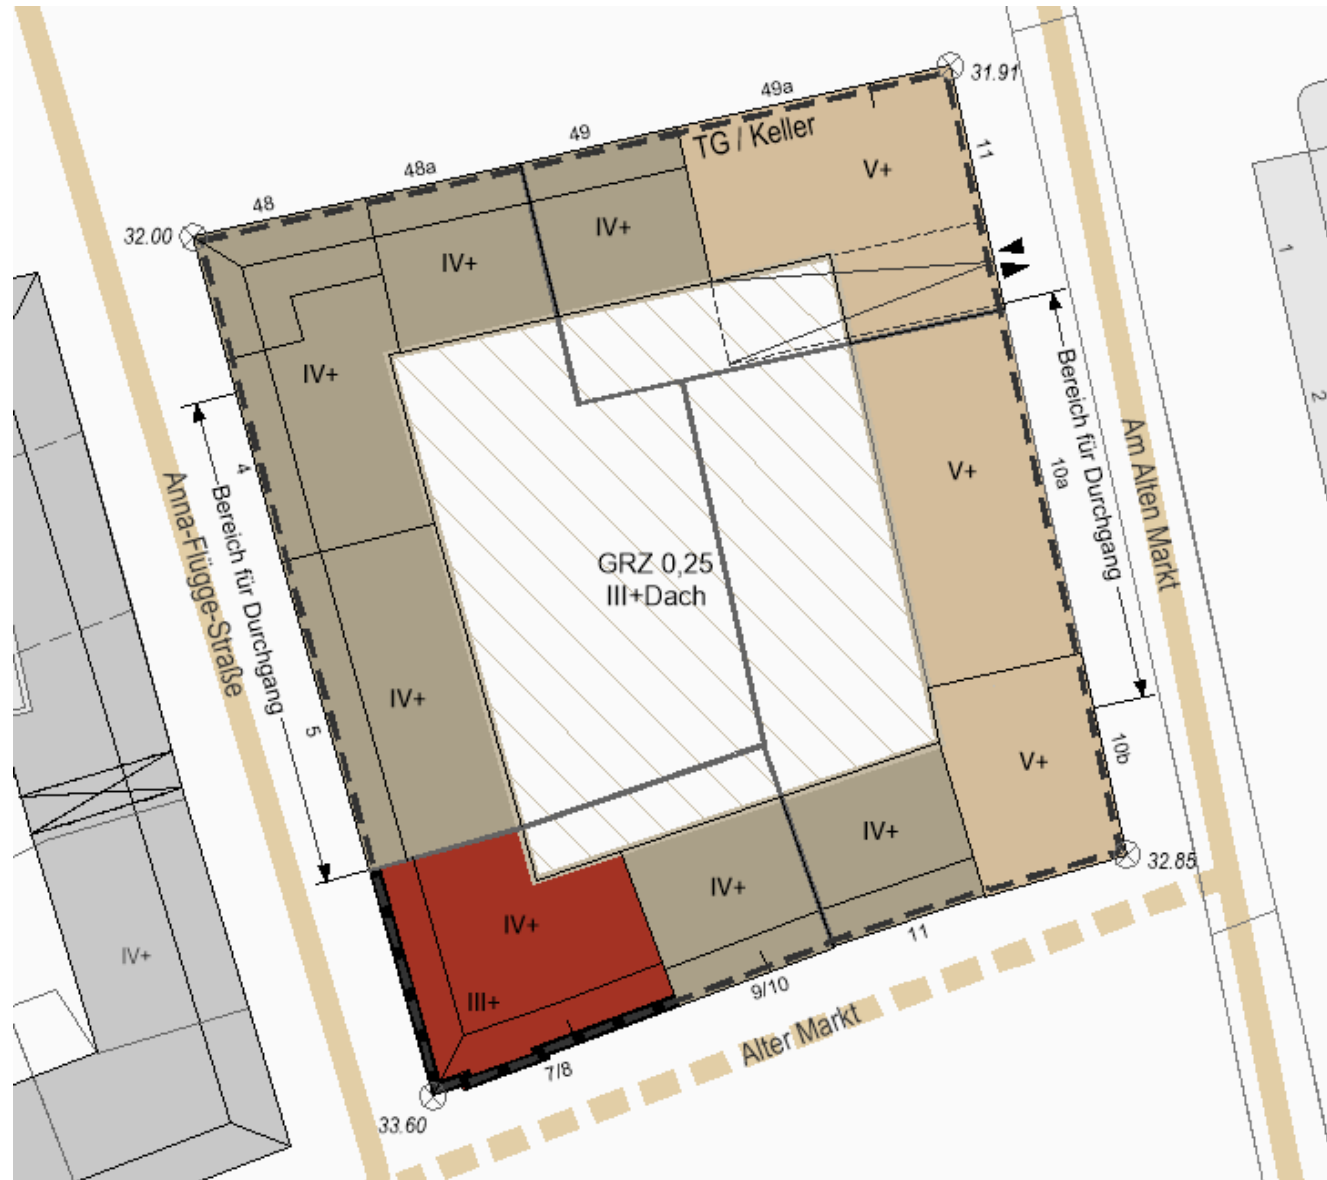 49a
31.91
49
TG / Keller
11
48a
V+
48
IV+
32.00
IV+
1
IV+
Bereich für Durchgang
2
4
Bereich für Durchgang
V+
10a
Am Alten Markt
Anna-Flügge-Straße
GRZ 0,25
III+Dach
IV+
5
10b
V+
IV+
32.85
IV+
IV+
11
IV+
III+
9/10
Alter Markt
7/8
33.60